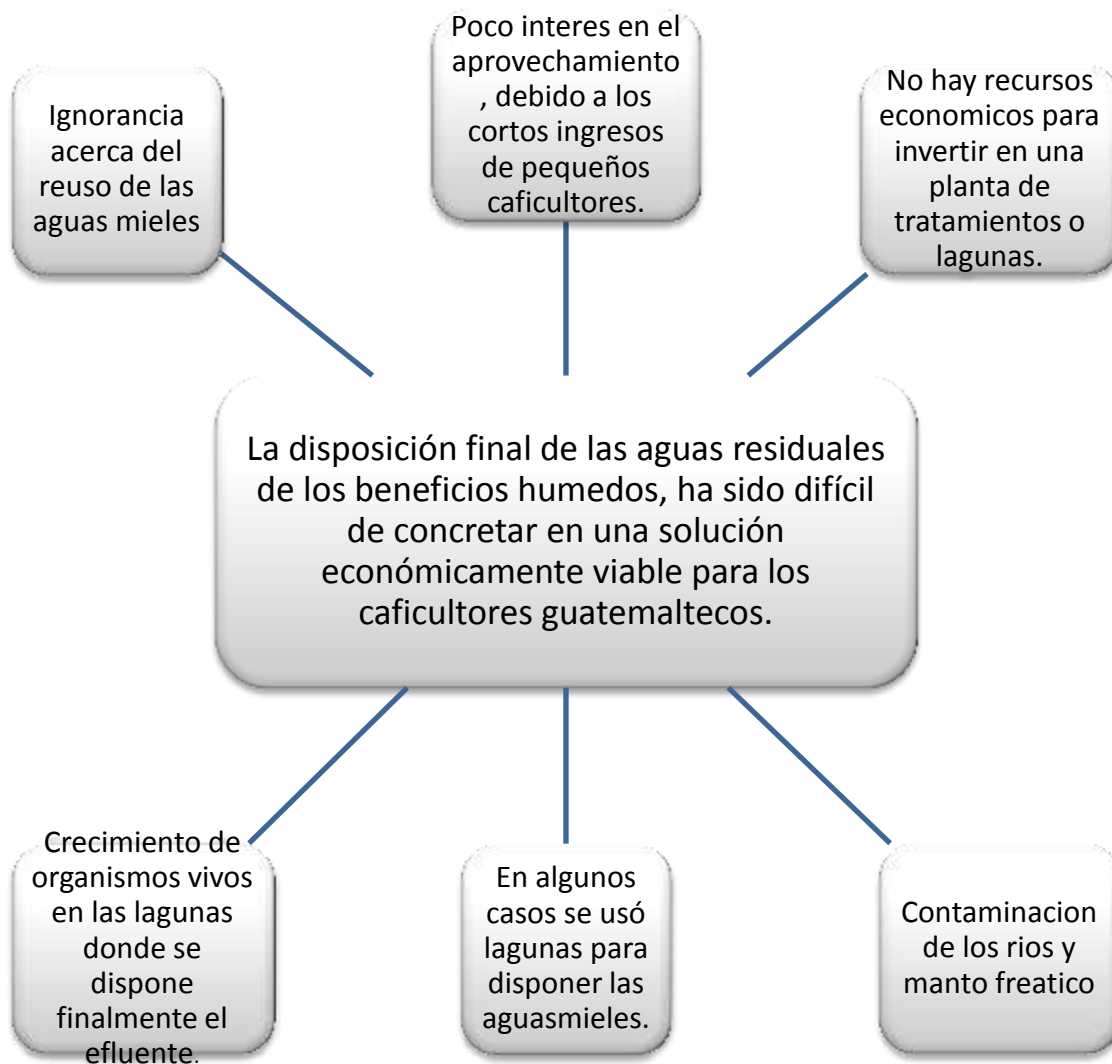 Ignorancia
acerca del
reuso de las
aguas mieles
Poco interes en el
aprovechamiento
, debido a los
cortos ingresos
de pequeños
caficultores.
No hay recursos
economicos para
invertir en una
planta de
tratamientos o
lagunas.
La disposición final de las aguas residuales
de los beneficios humedos, ha sido difícil
de concretar en una solución
económicamente viable para los
caficultores guatemaltecos.
Crecimiento de
organismos vivos
en las lagunas
donde se
dispone
finalmente el
efluente.
En algunos
casos se usó
lagunas para
disponer las
aguasmieles.
Contaminacion
de los rios y
manto freatico